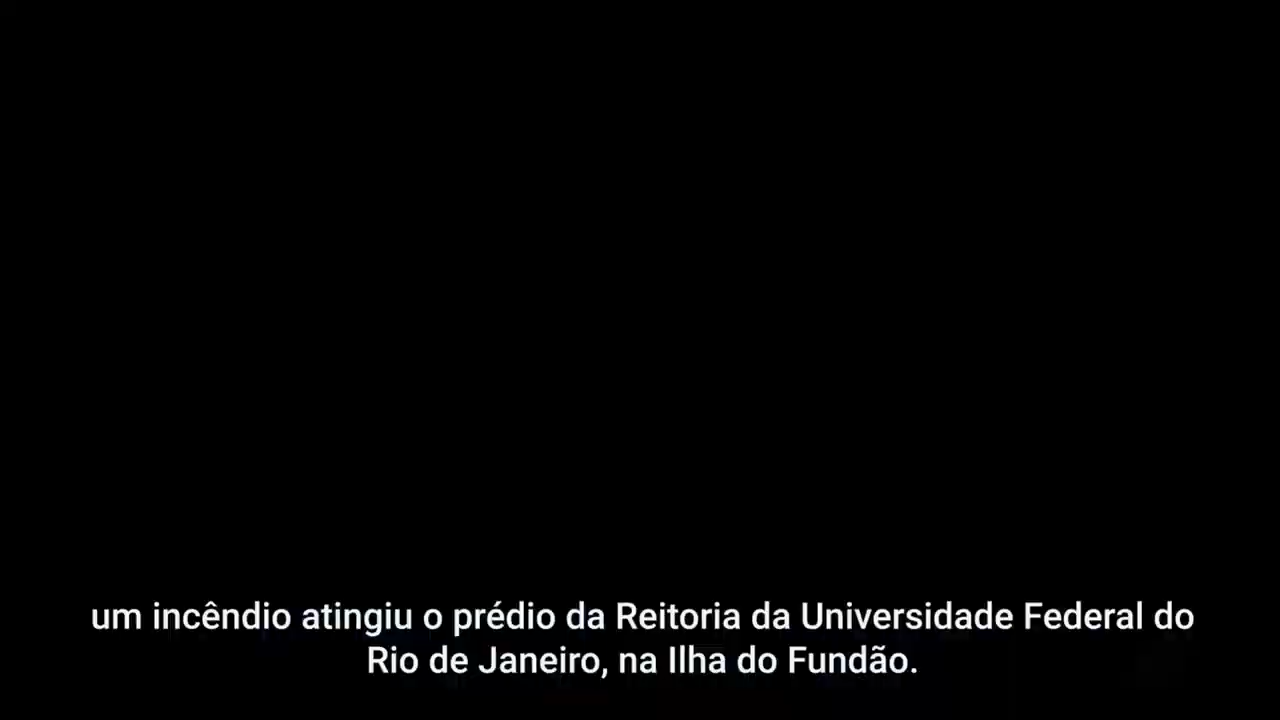 um incêndio atingiu o prédio da Reitoria da Universidade Federal do
Rio de Janeiro, na Ilha do Fundão.